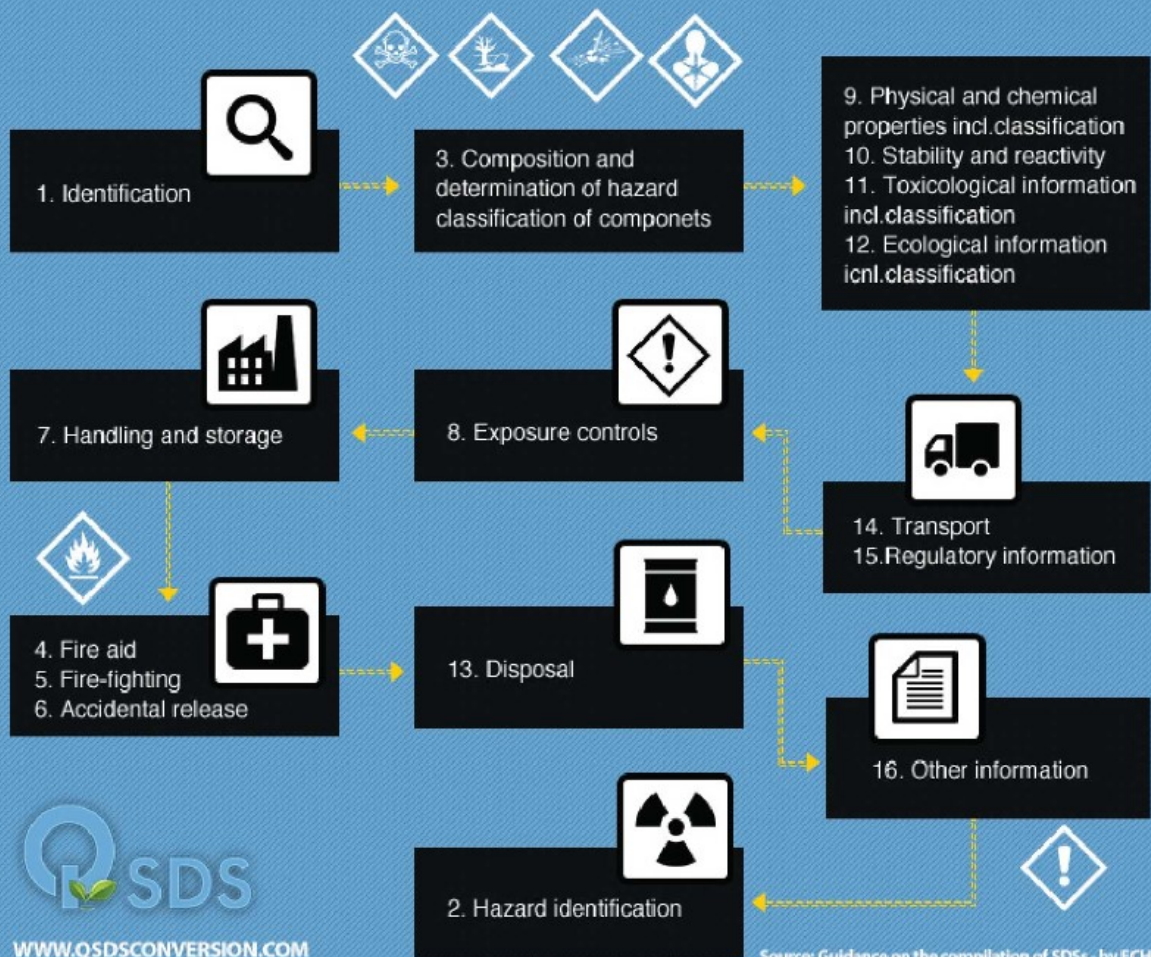 1. Identification
3. Composition and
determination of hazard
classification of componets
9. Physical and chemical
properties incl.classification
10. Stability and reactivity
11. Toxicological information
incl.classification
12. Ecological information
icnl.classification
14. Transport
15.Regulatory information
8. Exposure controls
7. Handling and storage
4. Fire aid
5. Fire-fighting
6. Accidental release
13. Disposal
16. Other information
2. Hazard identification
SDS
WWW.QSDSCONVERSION.COM
Source: Guidance on the compilation of SDSs - by